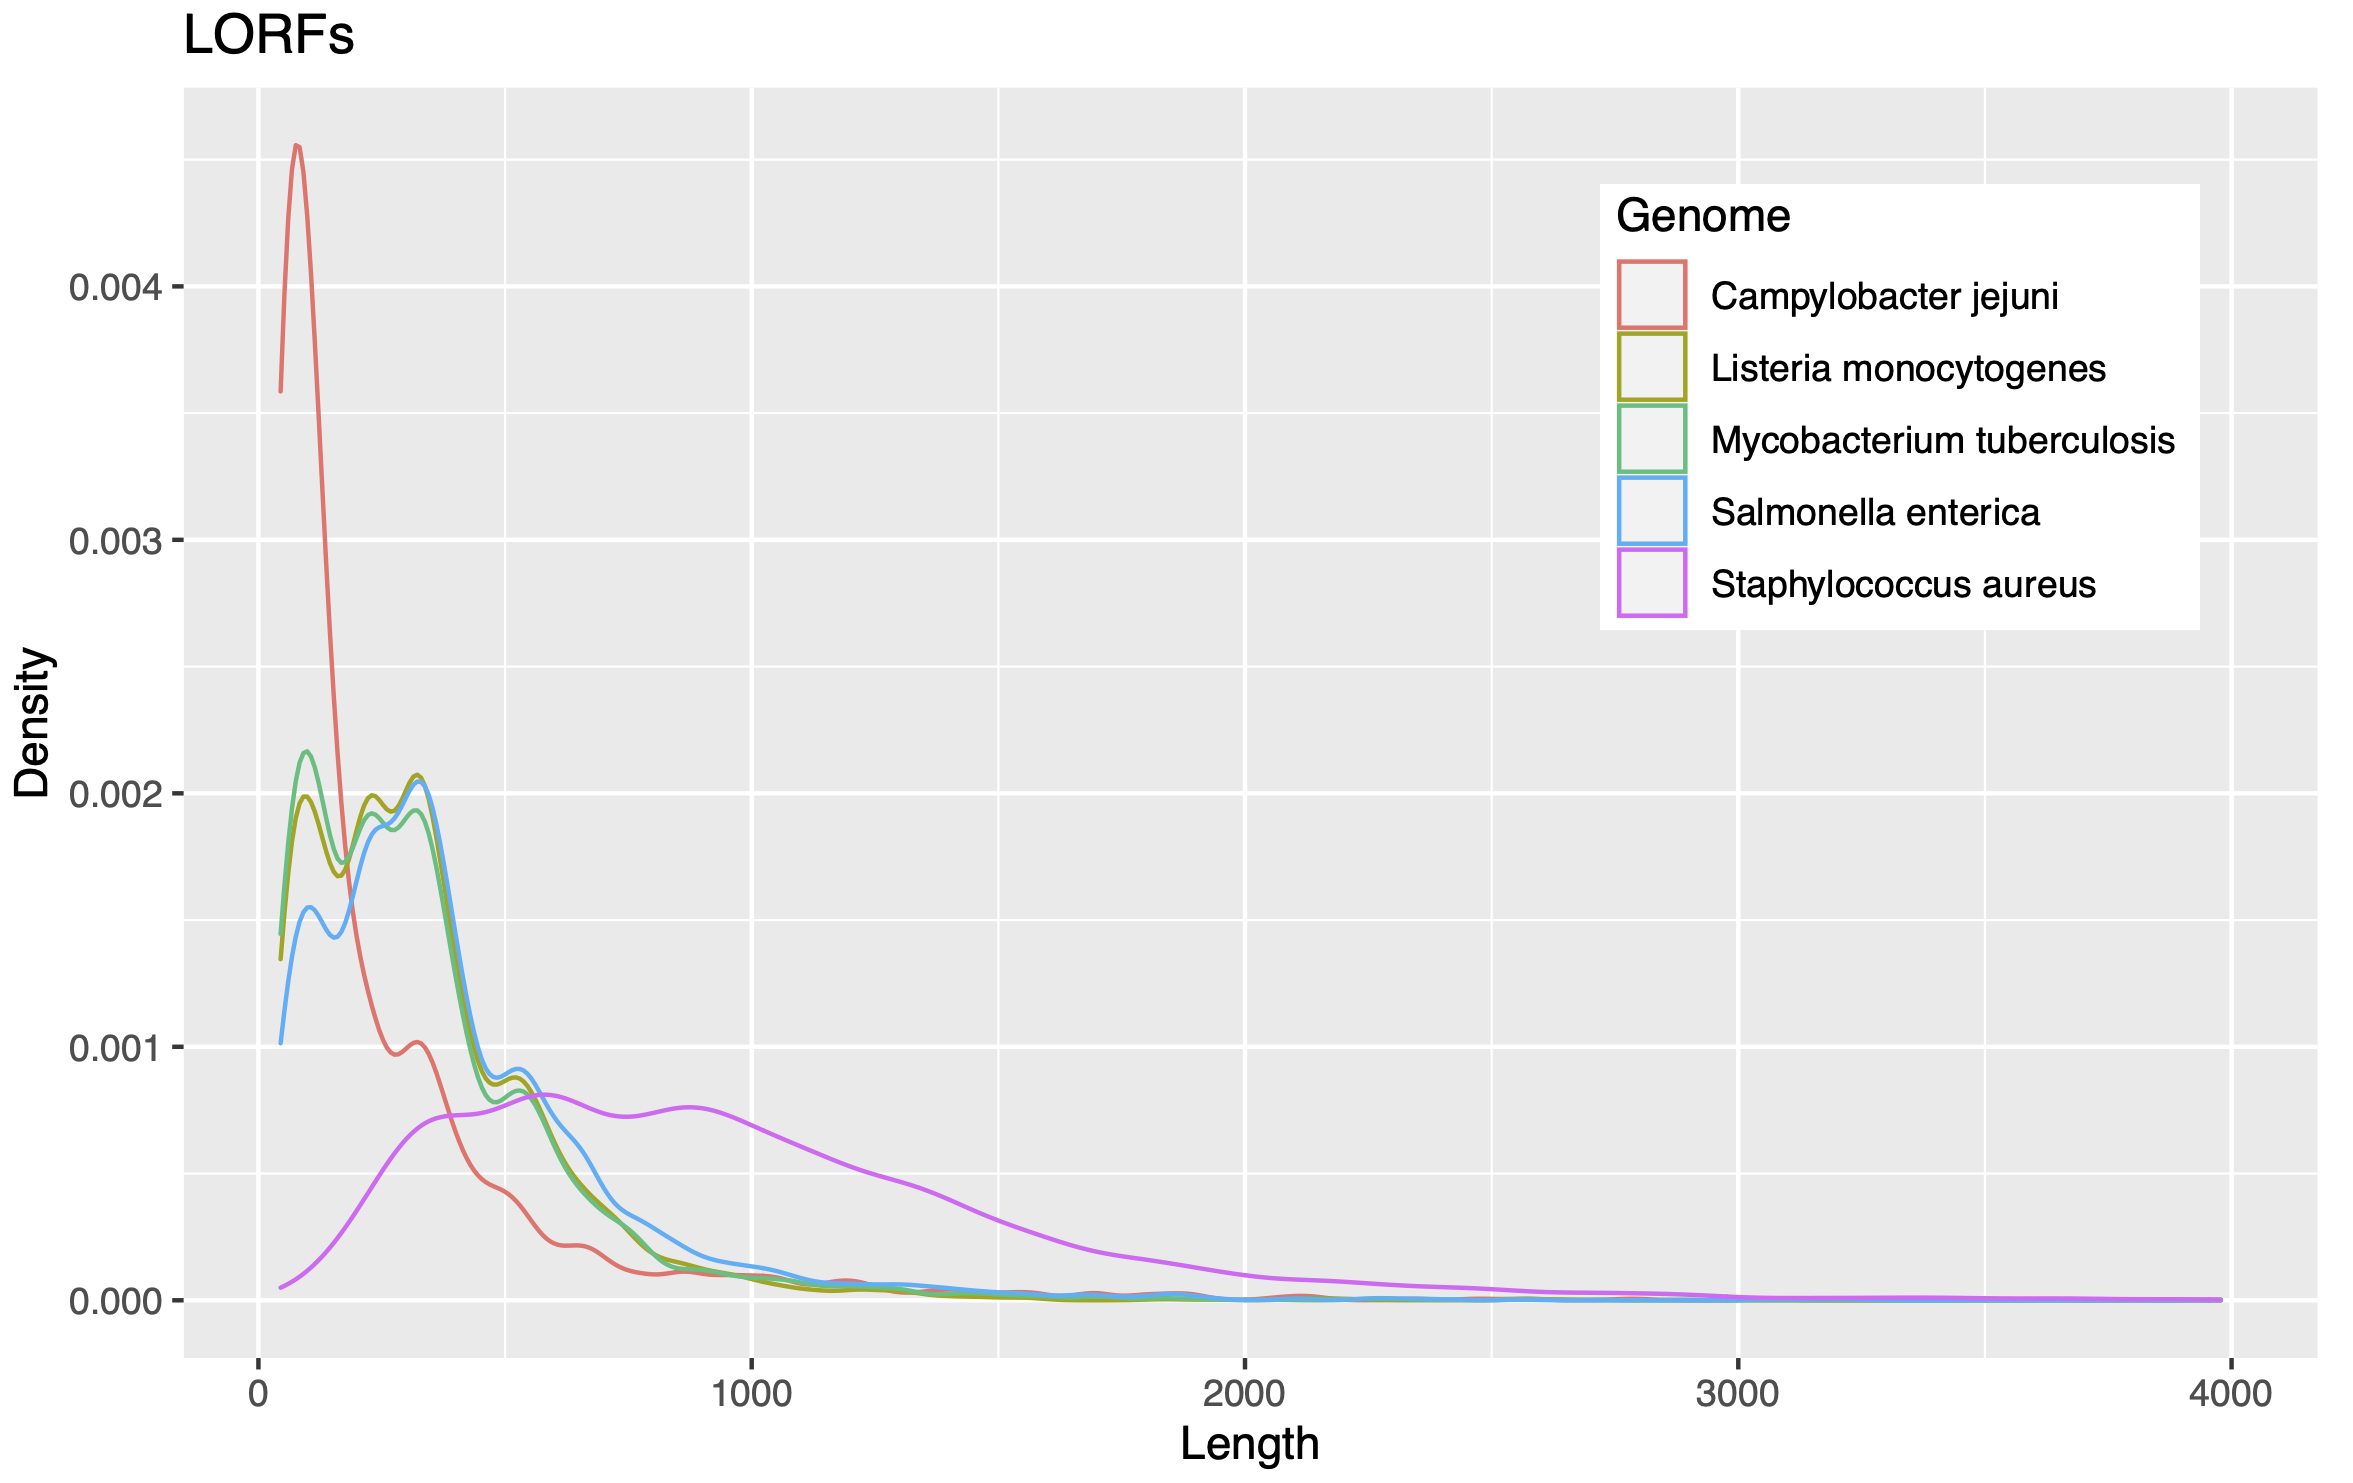 LORFs
Density
0.004
0.003
0.002
0.001
0.000
Genome
Campylobacter jejuni
Listeria monocytogenes
Mycobacterium tuberculosis
Salmonella enterica
Staphylococcus aureus
0 1000 2000 3000 4000
Length